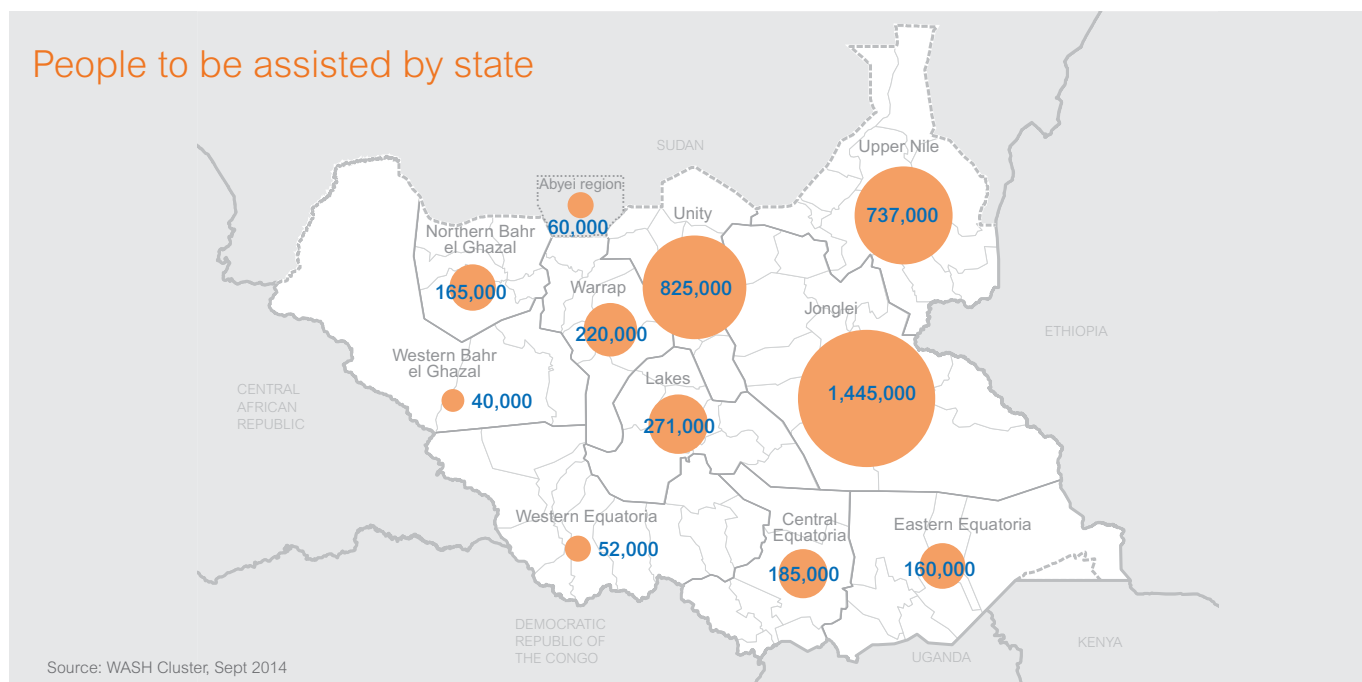 People to be assisted by state
SUDAN
Upper Nile
737,000
Abyei region
60,000
Unity
825,000
Northern Bahr
el Ghazal
165,000
Warrap
220,000
Jonglei
1,445,000
ETHIOPIA
Western Bahr
el Ghazal
40,000
Lakes
271,000
CENTRAL
AFRICAN
REPUBLIC
Western Equatoria
52,000
Central
Equatoria
185,000
Eastern Equatoria
160,000
DEMOCRATIC
REPUBLIC OF
THE CONGO
UGANDA
KENYA
Source: WASH Cluster, Sept 2014